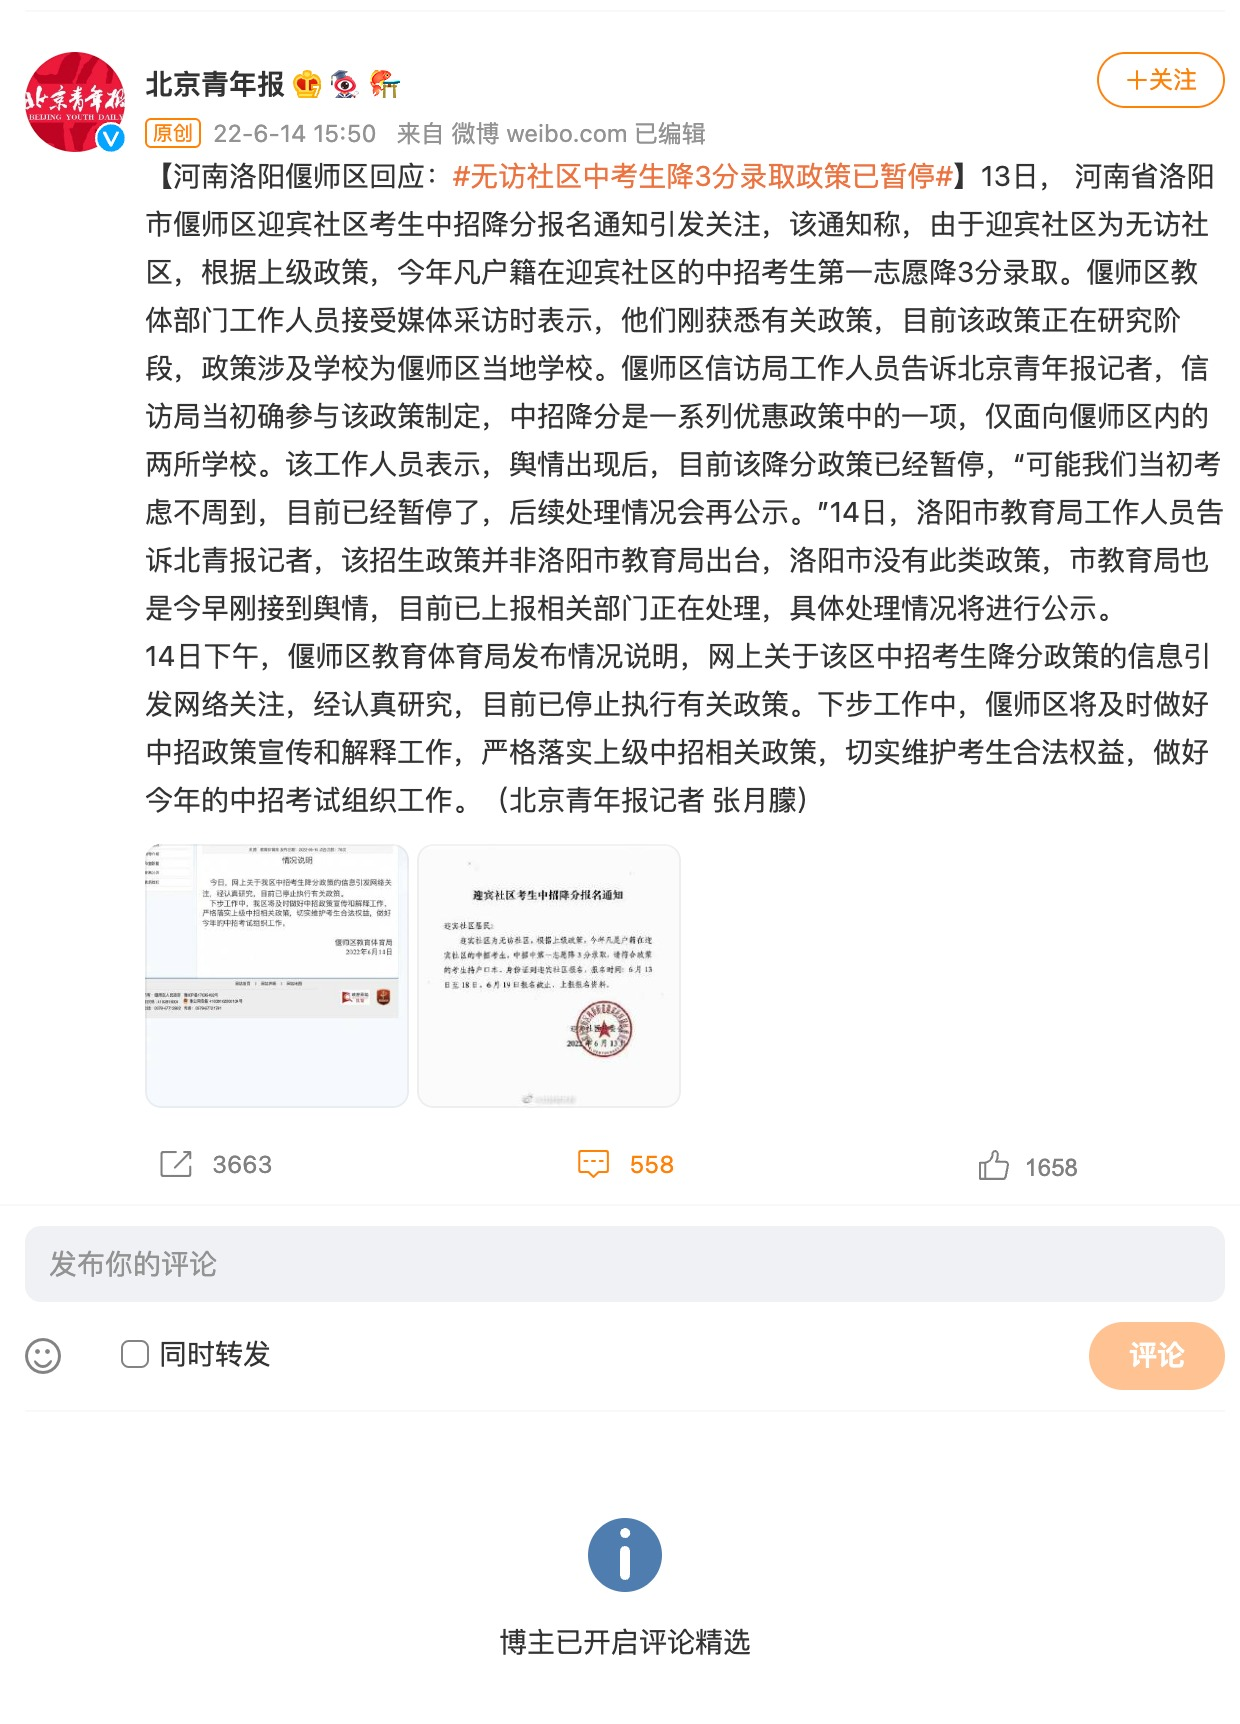 北京青年报
北京青年报
BEIJING YOUTH DAILY
+关注
原创 22-6-14 15:50 来自 微博 weibo.com 已编辑
【河南洛阳偃师区回应：#无访社区中考生降3分录取政策已暂停#】13日， 河南省洛阳
市偃师区迎宾社区考生中招降分报名通知引发关注，该通知称，由于迎宾社区为无访社
区，根据上级政策，今年凡户籍在迎宾社区的中招考生第一志愿降3分录取。偃师区教
体部门工作人员接受媒体采访时表示，他们刚获悉有关政策，目前该政策正在研究阶
段，政策涉及学校为偃师区当地学校。偃师区信访局工作人员告诉北京青年报记者，信
访局当初确参与该政策制定，中招降分是一系列优惠政策中的一项，仅面向偃师区内的
两所学校。该工作人员表示，舆情出现后，目前该降分政策已经暂停，“可能我们当初考
虑不周到，目前已经暂停了，后续处理情况会再公示。”14日，洛阳市教育局工作人员告
诉北青报记者，该招生政策并非洛阳市教育局出台，洛阳市没有此类政策，市教育局也
是今早刚接到舆情，目前已上报相关部门正在处理，具体处理情况将进行公示。
14日下午，偃师区教育体育局发布情况说明，网上关于该区中招考生降分政策的信息引
发网络关注，经认真研究，目前已停止执行有关政策。下步工作中，偃师区将及时做好
中招政策宣传和解释工作，严格落实上级中招相关政策，切实维护考生合法权益，做好
今年的中招考试组织工作。（北京青年报记者 张月朦）
情况说明
今日，网上关于我区中招考生降分政策的信息引发网络关
注，经认真研究，目前已停止执行有关政策。
下步工作中，我区将及时做好中招政策宣传和解释工作，
严格落实上级中招相关政策，切实维护考生合法权益，做好
今年的中招考试组织工作。
偃师区教育体育局
2022年6月14日
迎宾社区考生中招降分报名通知
迎宾社区居民：
迎宾社区为无访社区，根据上级政策，今年凡是户籍在迎
宾社区的中招考生，中招中第一志愿降3分录取，请符合政策
的考生持户口本、身份证到迎宾社区报名，报名时间：6月13
日至18日，6月19日报名截止，上报报名资料。
2022年6月13日
3663
558
1658
发布你的评论
同时转发
评论
博主已开启评论精选